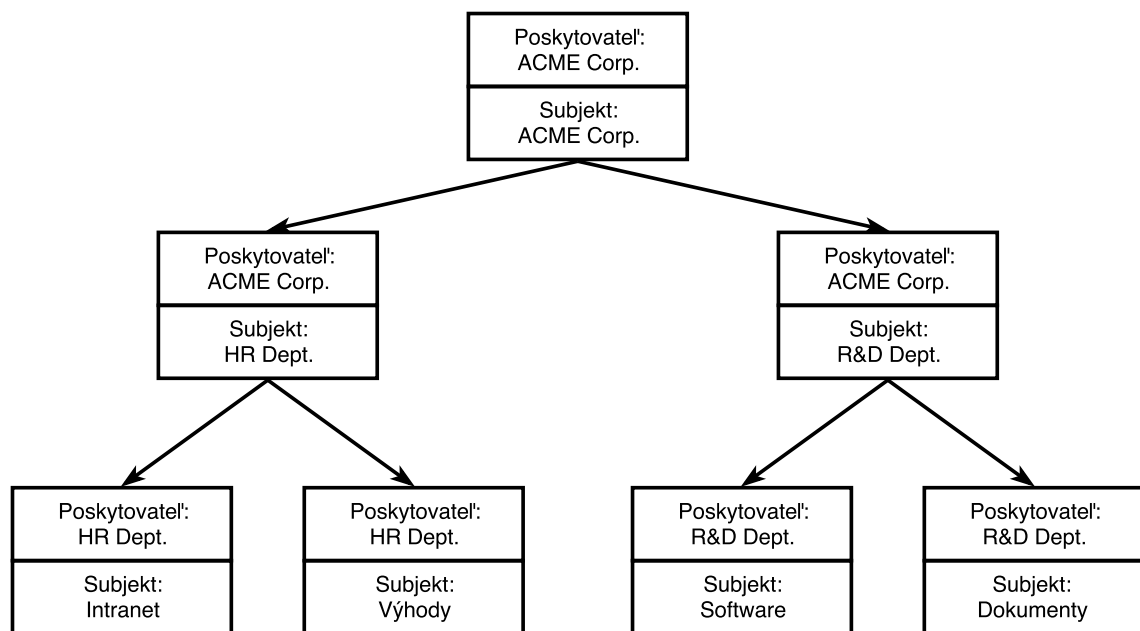 Poskytovateľ:
ACME Corp.
Subjekt:
ACME Corp.
Poskytovateľ:
ACME Corp.
Subjekt:
HR Dept.
Poskytovateľ:
ACME Corp.
Subjekt:
R&D Dept.
Poskytovateľ:
HR Dept.
Subjekt:
Intranet
Poskytovateľ:
HR Dept.
Subjekt:
Výhody
Poskytovateľ:
R&D Dept.
Subjekt:
Software
Poskytovateľ:
R&D Dept.
Subjekt:
Dokumenty